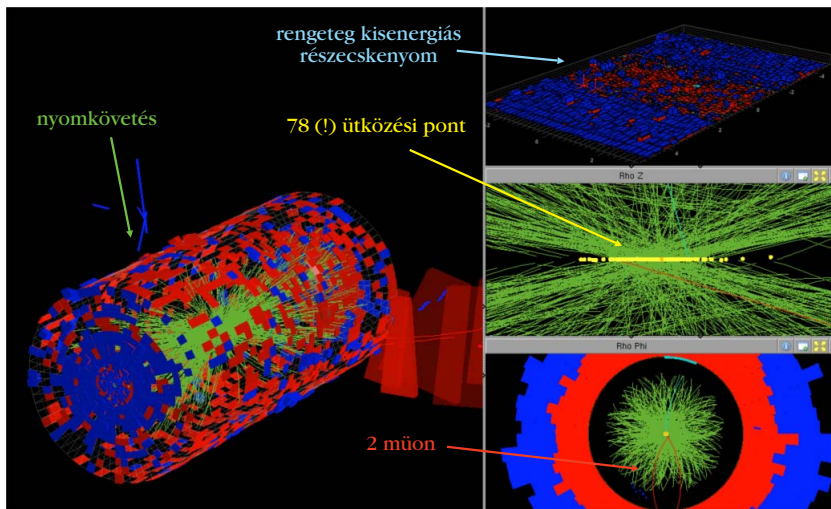 rengeteg kisenergiás
részecskenyom
nyomkövetés
78 (!) ütközési pont
Rho Z
Rho Phi
2 müon